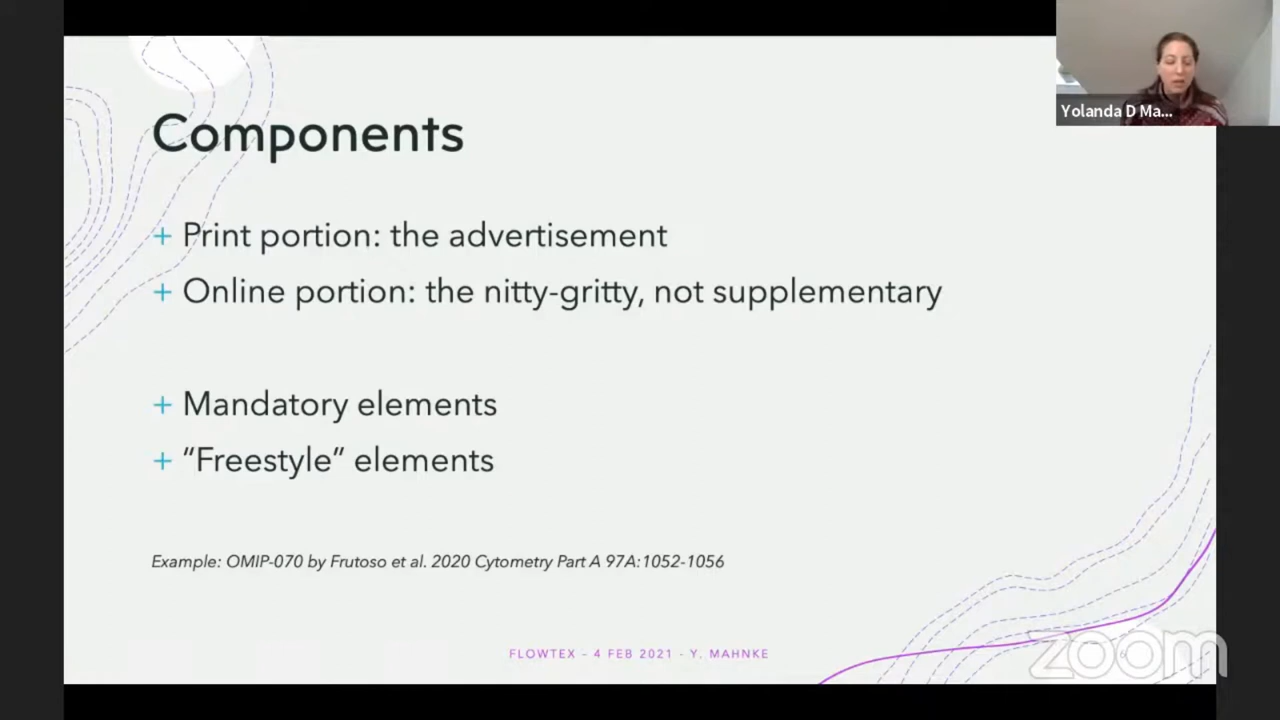 Yolanda D Ma...
Components
+ Print portion: the advertisement
+ Online portion: the nitty-gritty, not supplementary
+ Mandatory elements
+ “Freestyle” elements
Example: OMIP-070 by Frutoso et al. 2020 Cytometry Part A 97A:1052-1056
FLOWTEX – 4 FEB 2021 - Y. MAHNKE
zoom